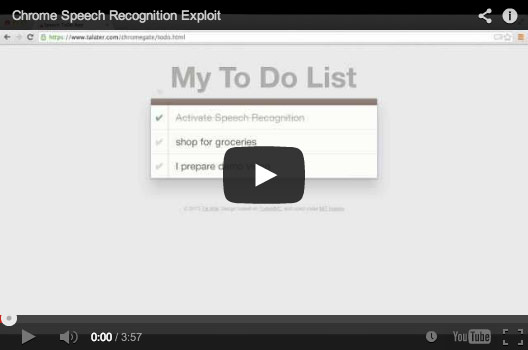 Chrome Speech Recognition Exploit
https://www.talater.com/chromegate/todo.html
My To Do List
Activate Speech Recognition
shop for groceries
I prepare
0:00 / 3:57
YouTube